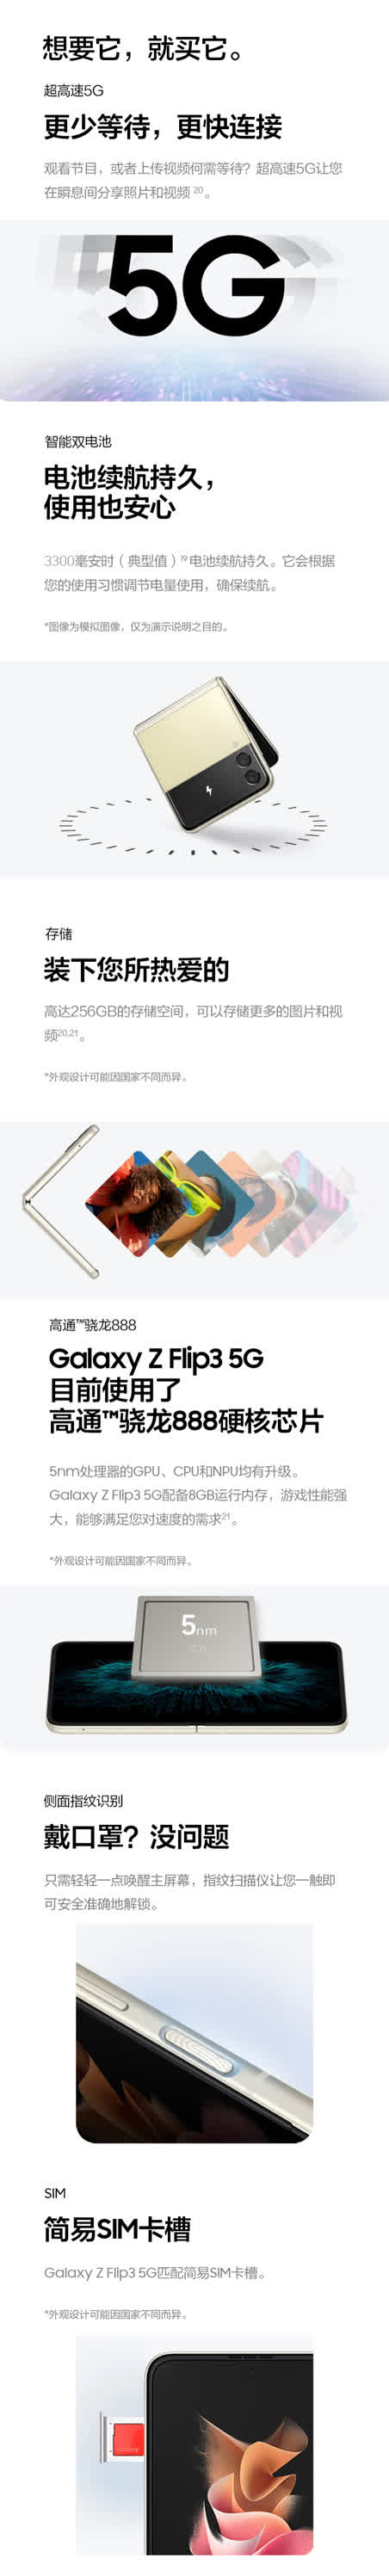 想要它，就买它。
超高速5G
更少等待，更快连接
观看节目，或者上传视频何需等待？超高速5G让您
在瞬息间分享照片和视频 20。
5G
智能双电池
电池续航持久，
使用也安心
3300毫安时（典型值）19电池续航持久。它会根据
您的使用习惯调节电量使用，确保续航。
*图像为模拟图像，仅为演示说明之目的。
存储
装下您所热爱的
高达256GB的存储空间，可以存储更多的图片和视
频20,21。
*外观设计可能因国家不同而异。
高通™骁龙888
Galaxy Z Flip3 5G
目前使用了
高通™骁龙888硬核芯片
5nm处理器的GPU、CPU和NPU均有升级。
Galaxy Z Flip3 5G配备8GB运行内存，游戏性能强
大，能够满足您对速度的需求21。
*外观设计可能因国家不同而异。
5nm
侧面指纹识别
戴口罩？没问题
只需轻轻一点唤醒主屏幕，指纹扫描仪让您一触即
可安全准确地解锁。
SIM
简易SIM卡槽
Galaxy Z Flip3 5G匹配简易SIM卡槽。
*外观设计可能因国家不同而异。